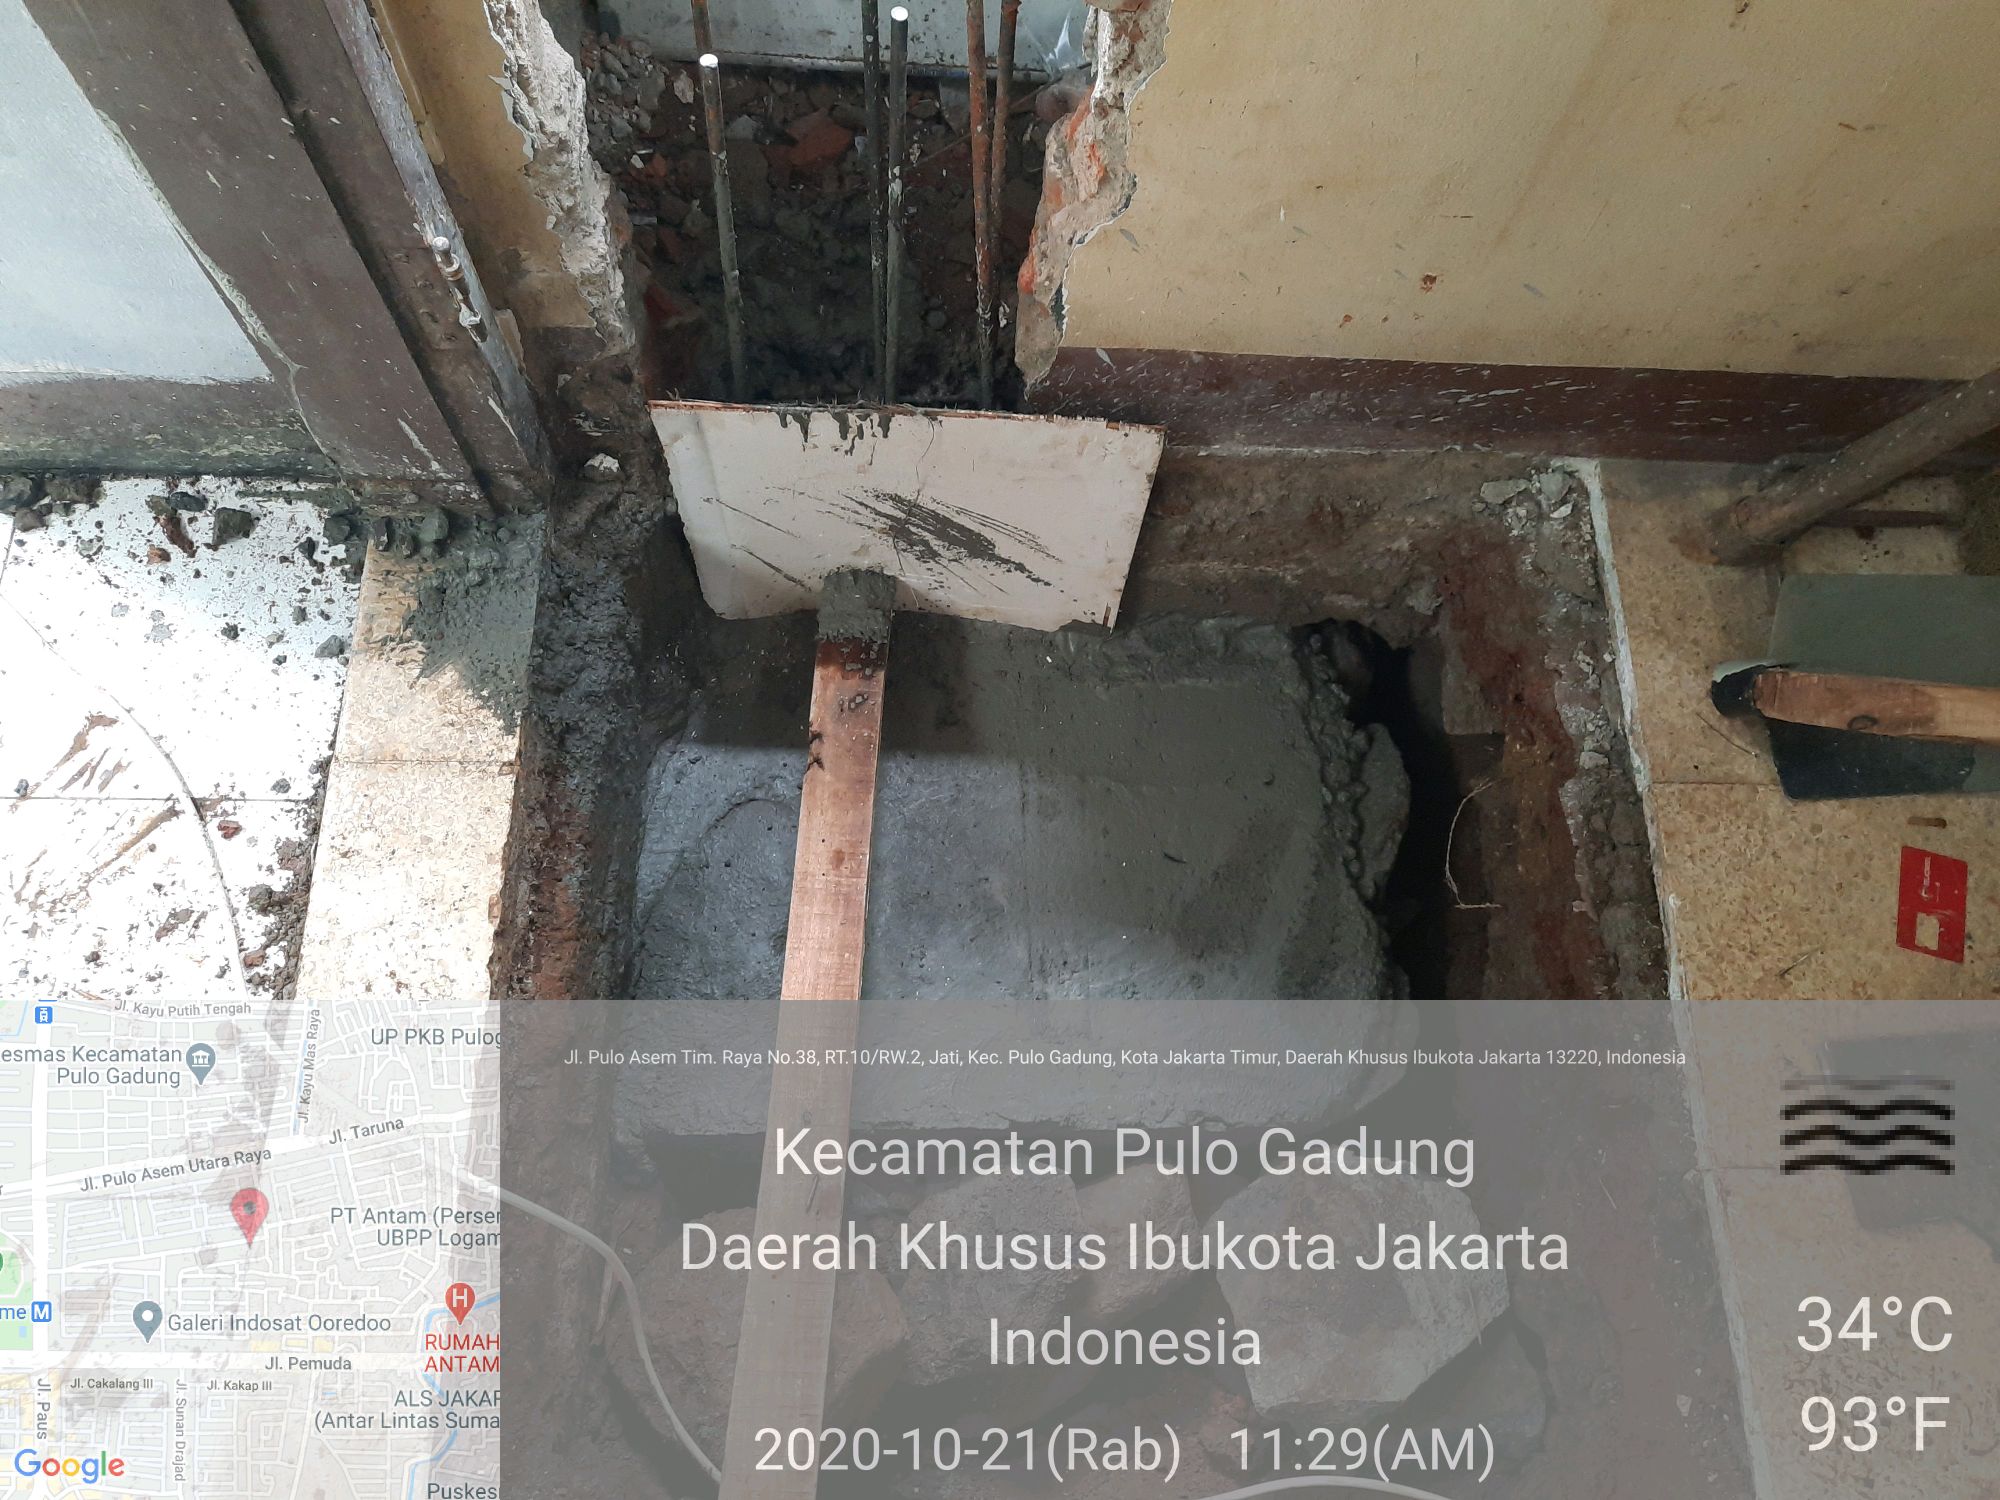 Jl. Kayu Putih Tengah
Jl. Kayu Mas Raya
UP PKB Pulog
esmas Kecamatan
Pulo Gadung
Jl. Taruna
Jl. Pulo Asem Utara Raya
PT Antam (Perser
UBPP Logam
me M
Galeri Indosat Ooredoo
H
RUMAH
ANTAM
Jl. Pemuda
Jl. Cakalang III
Jl. Kakap III
Jl. Paus
Jl. Sunan Drajad
ALS JAKAR
(Antar Lintas Suma
Google
Puskes
Jl. Pulo Asem Tim. Raya No.38, RT.10/RW.2, Jati, Kec. Pulo Gadung, Kota Jakarta Timur, Daerah Khusus Ibukota Jakarta 13220, Indonesia
Kecamatan Pulo Gadung
Daerah Khusus Ibukota Jakarta
Indonesia
2020-10-21(Rab) 11:29(AM)
34°C
93°F